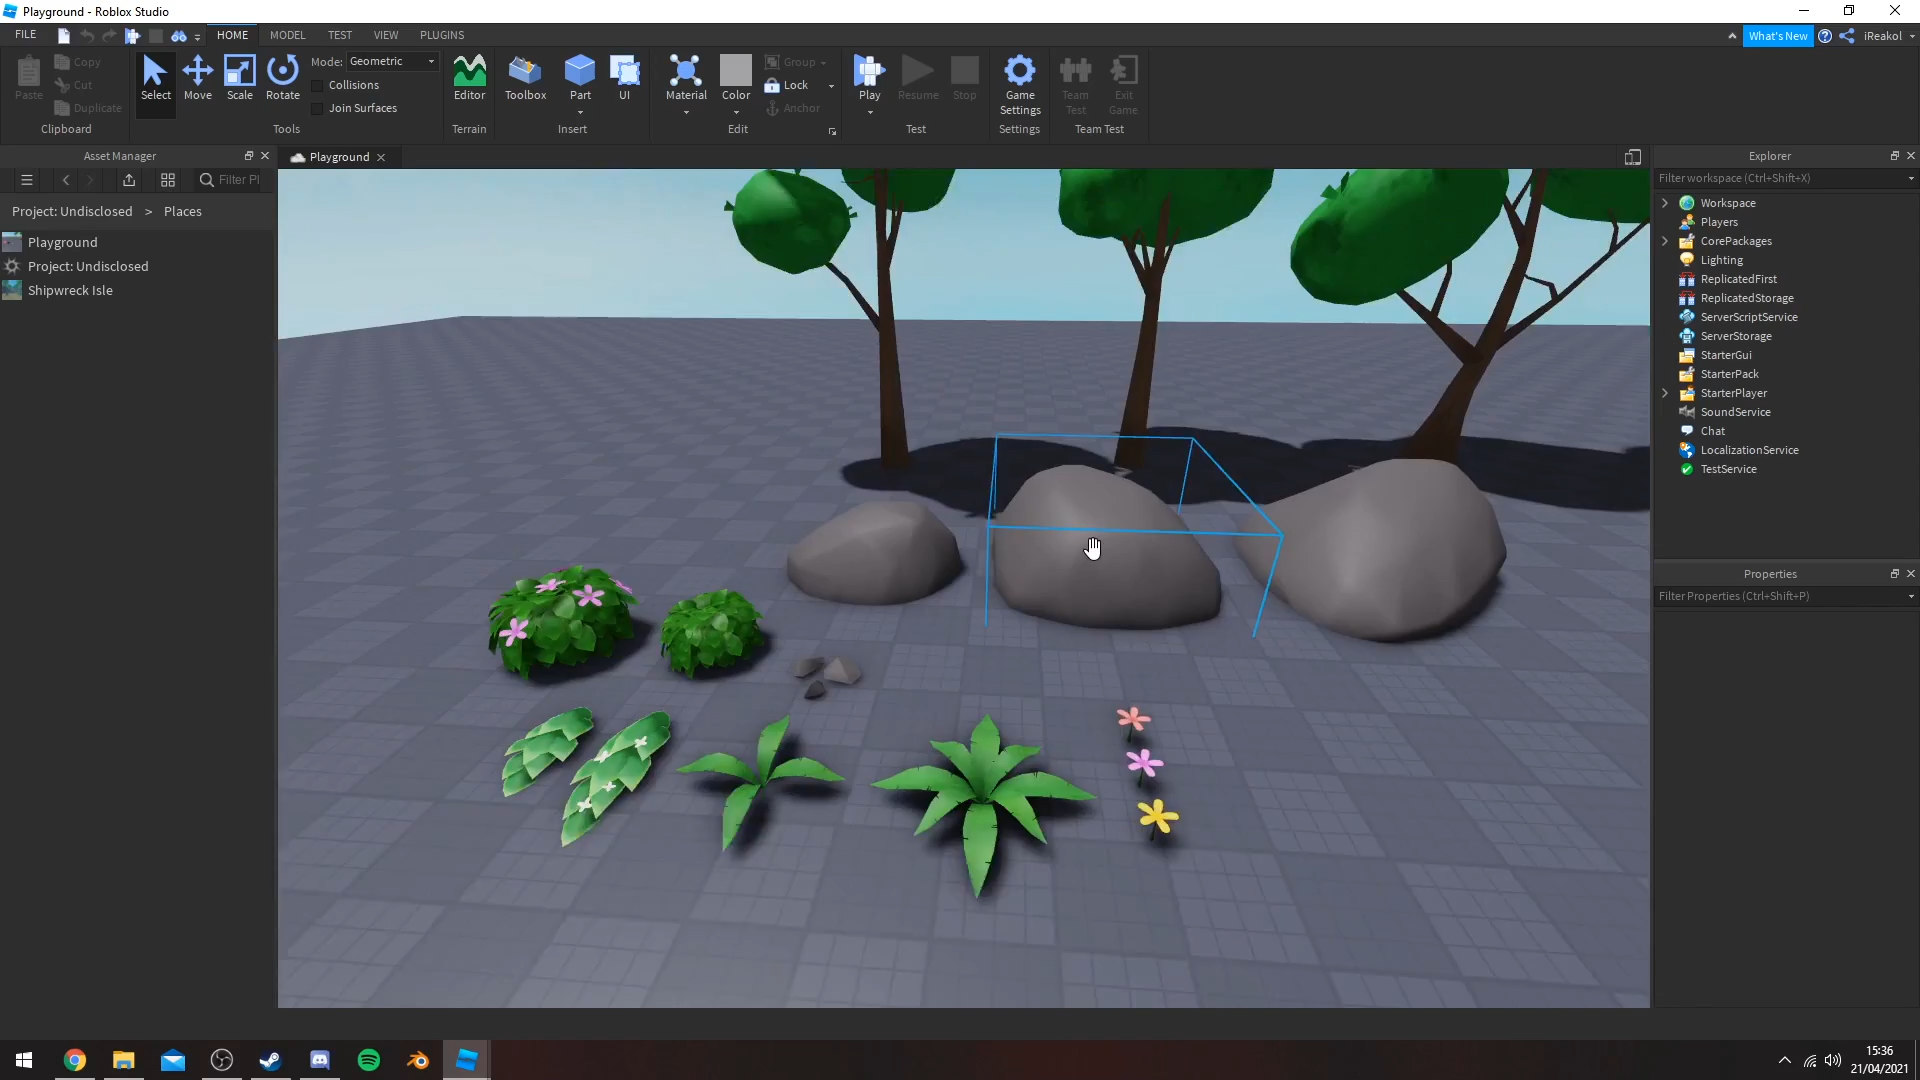 Playground - Roblox Studio
FILE
HOME
MODEL
TEST
VIEW
PLUGINS
What's New
iReakol
Paste
Copy
Cut
Duplicate
Clipboard
Select
Move
Scale
Rotate
Mode: Geometric
Collisions
Join Surfaces
Tools
Editor
Terrain
Toolbox
Part
UI
Insert
Material
Color
Group
Lock
Anchor
Edit
Play
Resume
Stop
Test
Game
Settings
Settings
Team
Test
Exit
Game
Team Test
Asset Manager
Filter Pl
Project: Undisclosed > Places
Playground
Project: Undisclosed
Shipwreck Isle
Playground
Explorer
Filter workspace (Ctrl+Shift+X)
Workspace
Players
CorePackages
Lighting
ReplicatedFirst
ReplicatedStorage
ServerScriptService
ServerStorage
StarterGui
StarterPack
StarterPlayer
SoundService
Chat
LocalizationService
TestService
Properties
Filter Properties (Ctrl+Shift+P)
15:36
21/04/2021